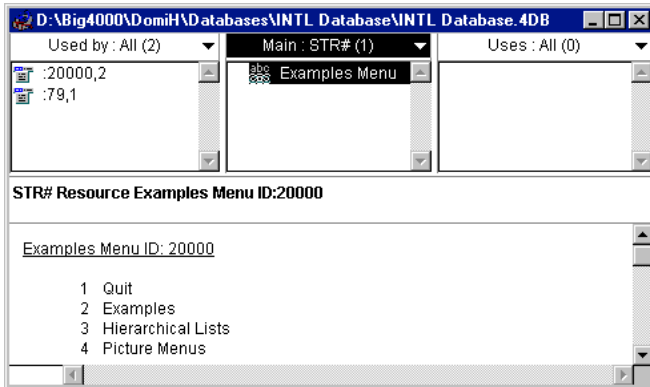 D:\Big4000\DomiH\Databases\INTL Database\INTL Database.4DB
Used by : All (2)
Main : STR# (1)
Uses : All (0)
:20000,2
:79,1
abc
Examples Menu
STR# Resource Examples Menu ID:20000
Examples Menu ID: 20000
1 Quit
2 Examples
3 Hierarchical Lists
4 Picture Menus